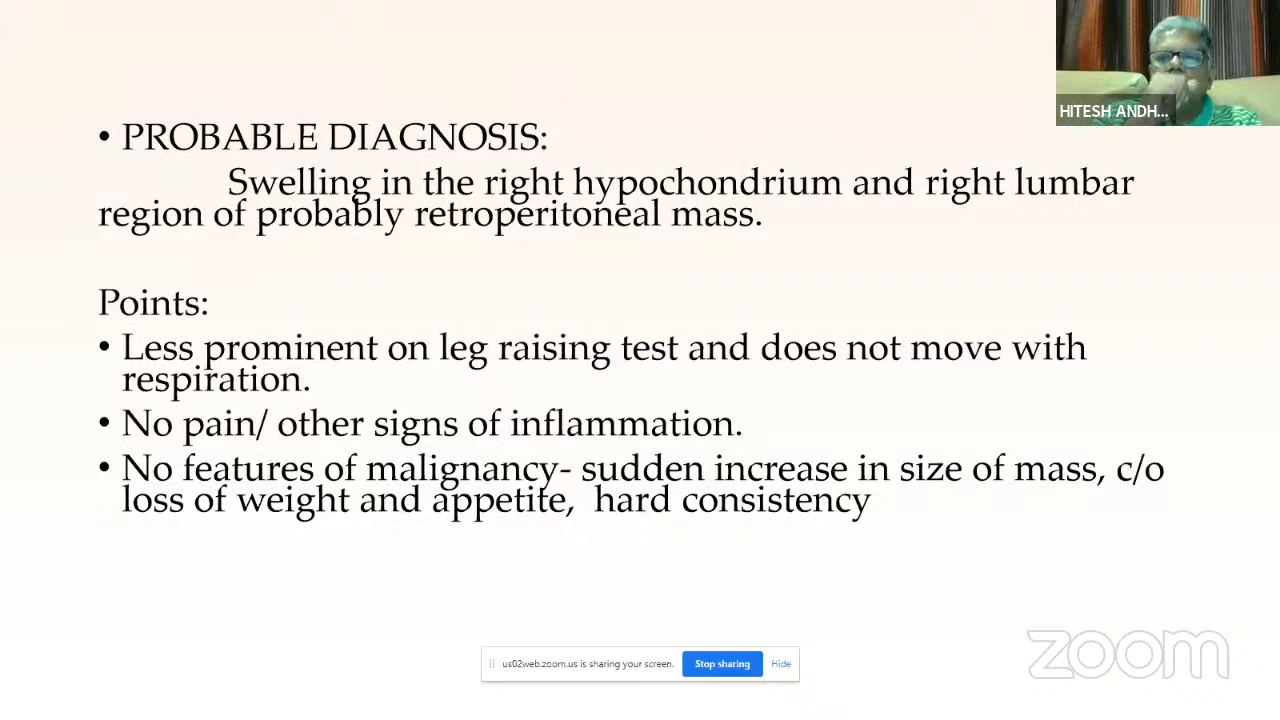 HITESH ANDH...
• PROBABLE DIAGNOSIS:
Swelling in the right hypochondrium and right lumbar
region of probably retroperitoneal mass.
Points:
• Less prominent on leg raising test and does not move with
respiration.
• No pain/ other signs of inflammation.
• No features of malignancy- sudden increase in size of mass, c/o
loss of weight and appetite,  hard consistency
us02web.zoom.us is sharing your screen. Stop sharing Hide
zoom